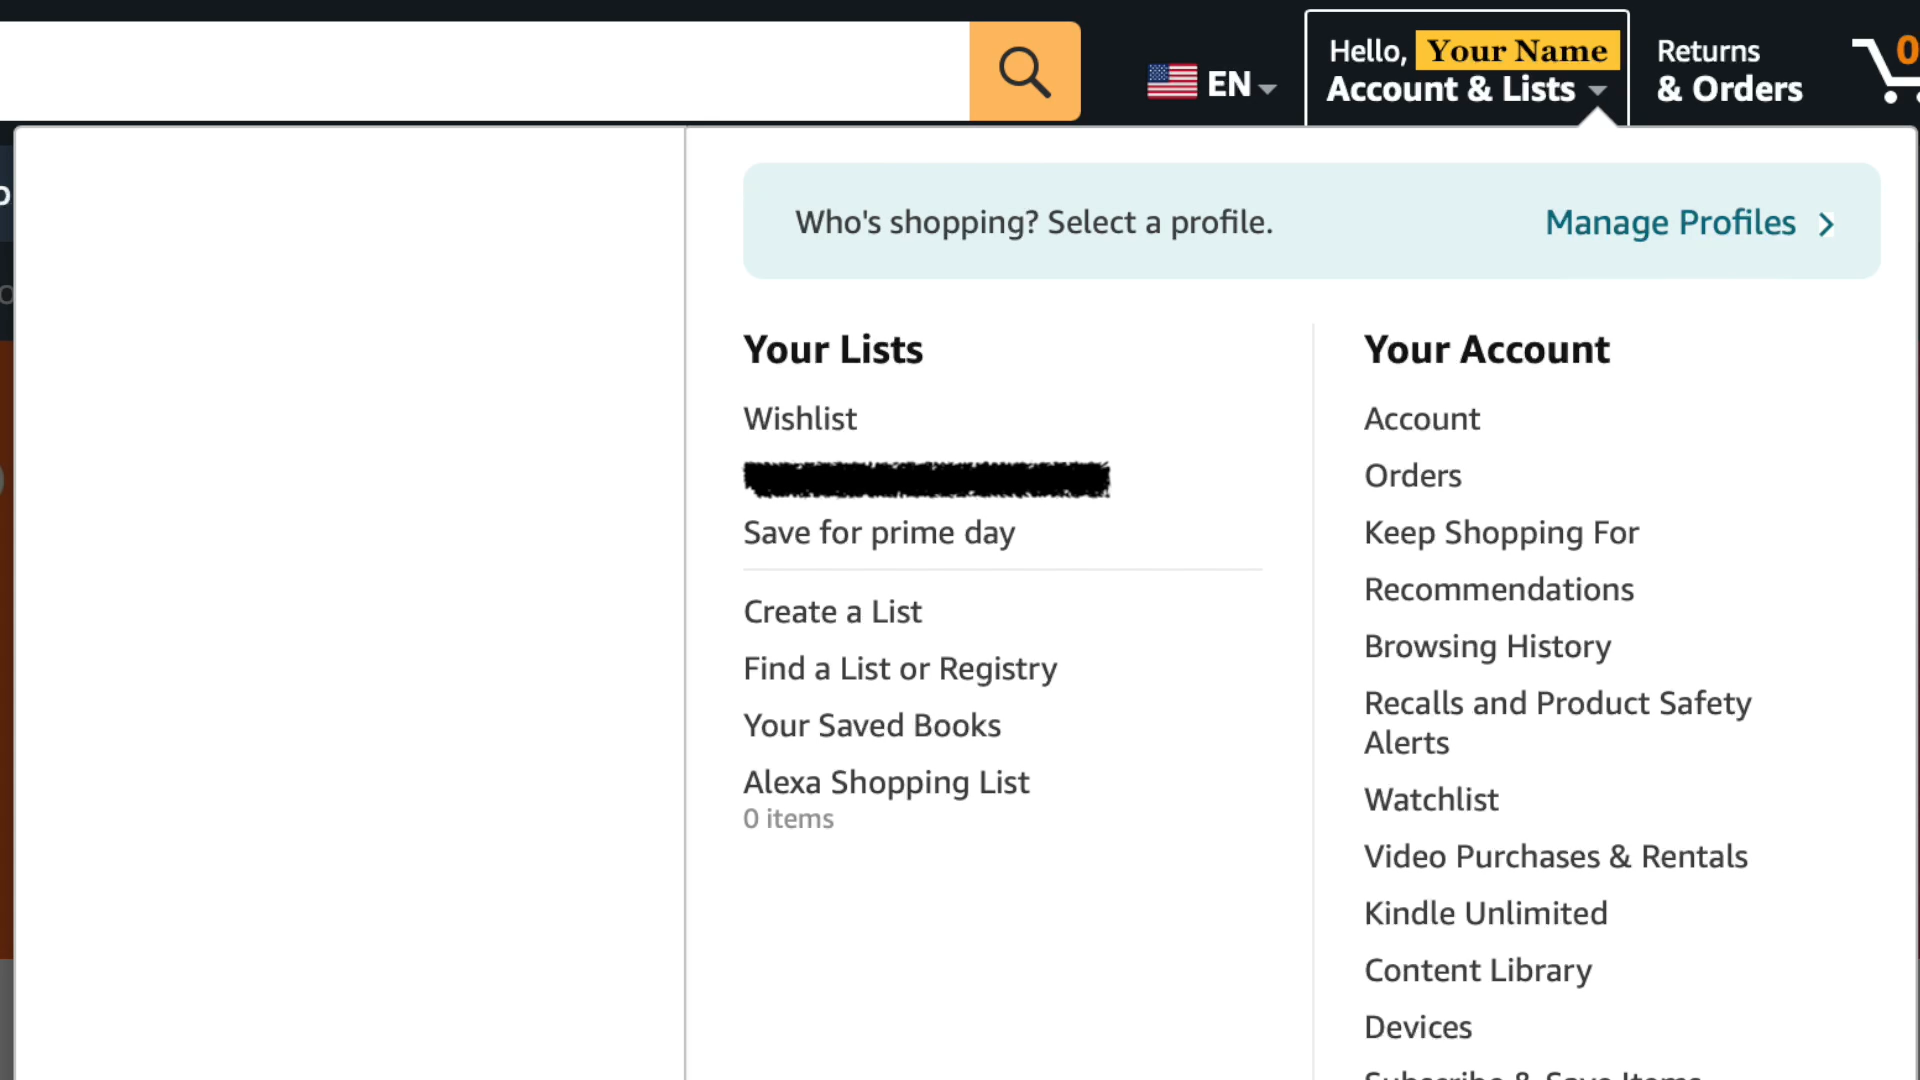 EN
Hello, Your Name
Account & Lists
Returns
& Orders
0
Who's shopping? Select a profile.
Manage Profiles
Your Lists
Wishlist
Save for prime day
Create a List
Find a List or Registry
Your Saved Books
Alexa Shopping List
0 items
Your Account
Account
Orders
Keep Shopping For
Recommendations
Browsing History
Recalls and Product Safety
Alerts
Watchlist
Video Purchases & Rentals
Kindle Unlimited
Content Library
Devices
Subscribe & Save Items